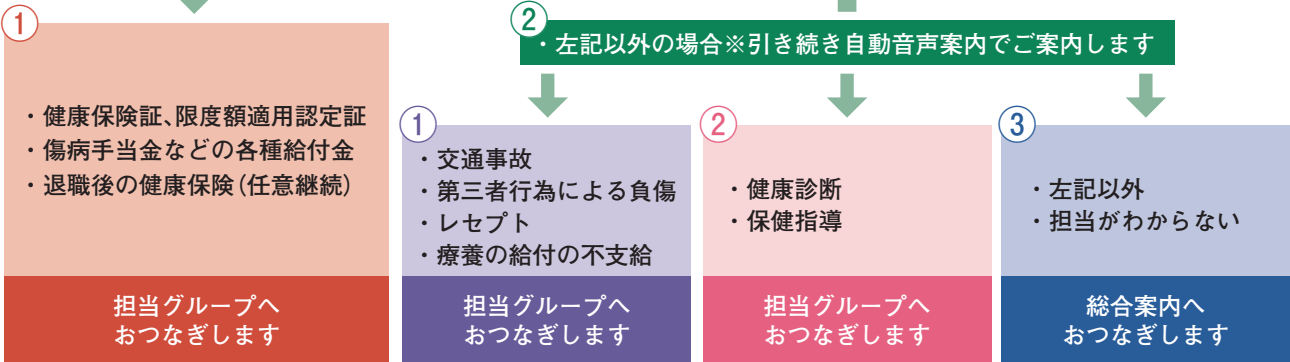 ①
・健康保険証、限度額適用認定証
・傷病手当金などの各種給付金
・退職後の健康保険(任意継続)
担当グループへ
おつなぎします
②
・左記以外の場合※引き続き自動音声案内でご案内します
①
・交通事故
・第三者行為による負傷
・レセプト
・療養の給付の不支給
担当グループへ
おつなぎします
②
・健康診断
・保健指導
担当グループへ
おつなぎします
③
・左記以外
・担当がわからない
総合案内へ
おつなぎします